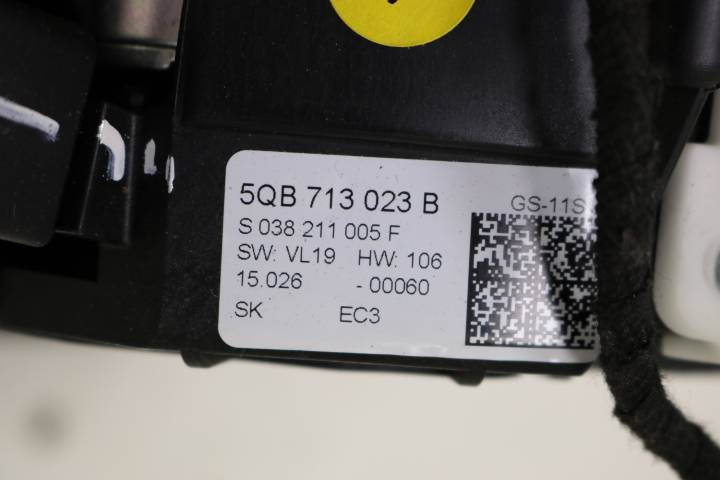 5QB 713 023 B
GS-11S
S 038 211 005 F
SW: VL19 HW: 106
15.026 - 00060
SK EC3